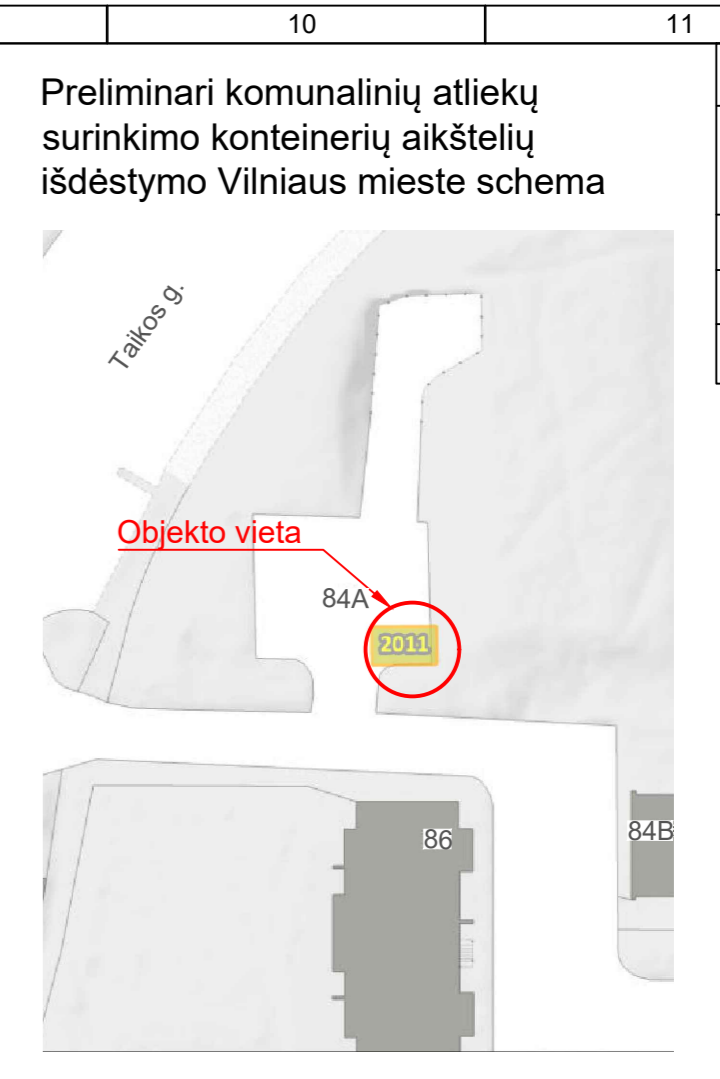 10
11
Preliminari komunalinių atliekų
surinkimo konteinerių aikštelių
išdėstymo Vilniaus mieste schema
Taikos g.
Objekto vieta
84A
2011
86
84B